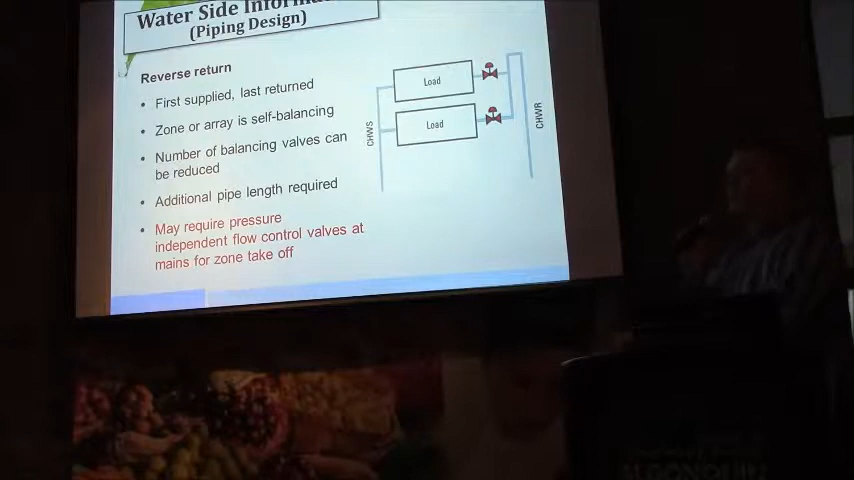 Water Side
(Piping Design)
Reverse return
• First supplied, last returned
• Zone or array is self-balancing
• Number of balancing valves can
be reduced
• Additional pipe length required
• May require pressure
independent flow control valves at
mains for zone take off
Load
Load
CHWS
CHWR
ALGONQUIN